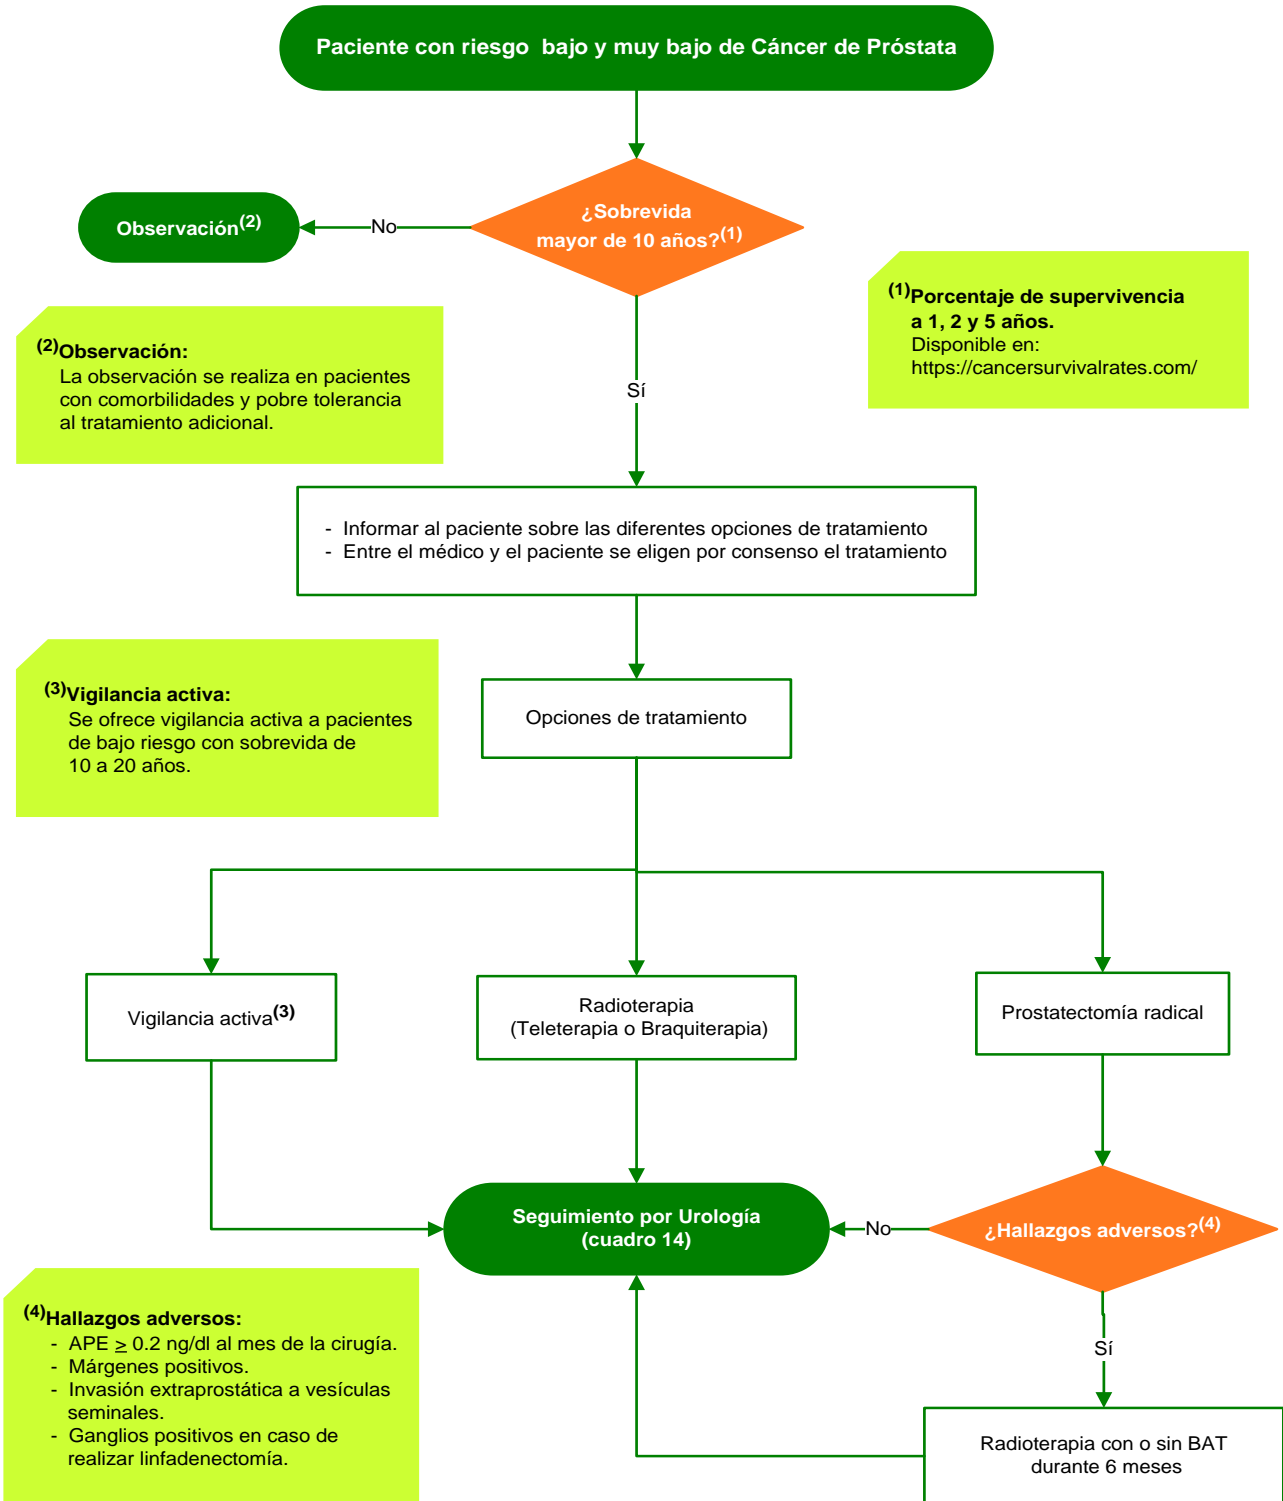 Paciente con riesgo bajo y muy bajo de Cáncer de Próstata
¿Sobrevida
mayor de 10 años?(1)
No
Observación(2)
(1)Porcentaje de supervivencia
a 1, 2 y 5 años.
Disponible en:
https://cancersurvivalrates.com/
(2)Observación:
La observación se realiza en pacientes
con comorbilidades y pobre tolerancia
al tratamiento adicional.
Sí
- Informar al paciente sobre las diferentes opciones de tratamiento
- Entre el médico y el paciente se eligen por consenso el tratamiento
(3)Vigilancia activa:
Se ofrece vigilancia activa a pacientes
de bajo riesgo con sobrevida de
10 a 20 años.
Opciones de tratamiento
Vigilancia activa(3)
Radioterapia
(Teleterapia o Braquiterapia)
Prostatectomía radical
Seguimiento por Urología
(cuadro 14)
No
¿Hallazgos adversos?(4)
(4)Hallazgos adversos:
- APE ≥ 0.2 ng/dl al mes de la cirugía.
- Márgenes positivos.
- Invasión extraprostática a vesículas
seminales.
- Ganglios positivos en caso de
realizar linfadenectomía.
Sí
Radioterapia con o sin BAT
durante 6 meses